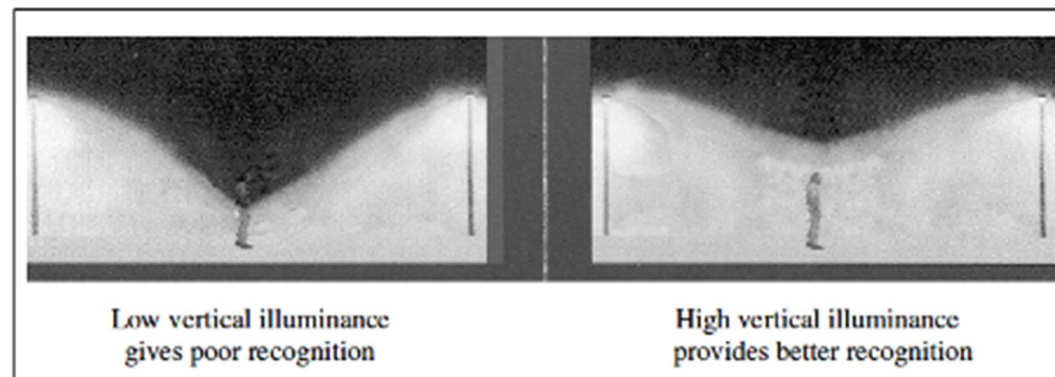 Low vertical illuminance
gives poor recognition
High vertical illuminance
provides better recognition